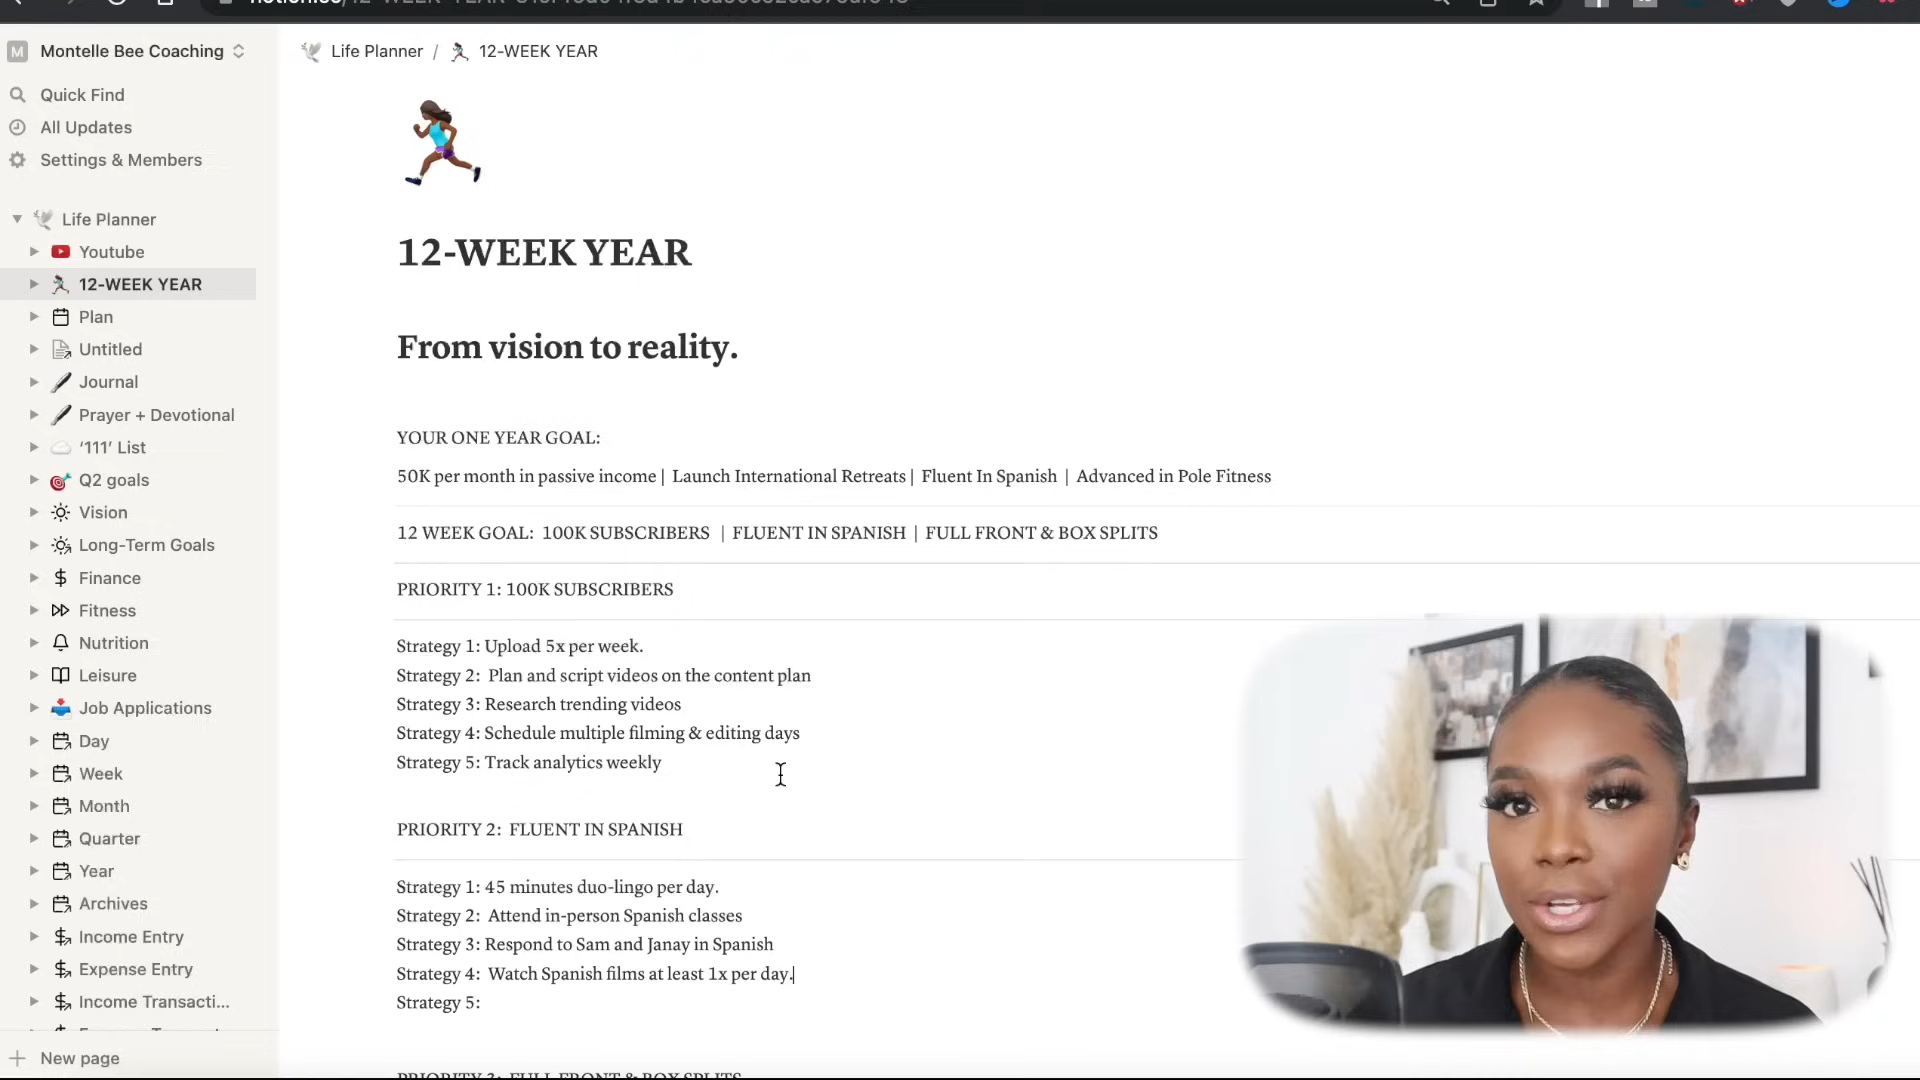 M Montelle Bee Coaching
Life Planner / 12-WEEK YEAR
Quick Find
All Updates
Settings & Members
Life Planner
Youtube
12-WEEK YEAR
Plan
Untitled
Journal
Prayer + Devotional
‘111’ List
Q2 goals
Vision
Long-Term Goals
Finance
Fitness
Nutrition
Leisure
Job Applications
Day
Week
Month
Quarter
Year
Archives
Income Entry
Expense Entry
Income Transacti...
New page
12-WEEK YEAR
From vision to reality.
YOUR ONE YEAR GOAL:
50K per month in passive income | Launch International Retreats | Fluent In Spanish | Advanced in Pole Fitness
12 WEEK GOAL: 100K SUBSCRIBERS | FLUENT IN SPANISH | FULL FRONT & BOX SPLITS
PRIORITY 1: 100K SUBSCRIBERS
Strategy 1: Upload 5x per week.
Strategy 2: Plan and script videos on the content plan
Strategy 3: Research trending videos
Strategy 4: Schedule multiple filming & editing days
Strategy 5: Track analytics weekly
PRIORITY 2: FLUENT IN SPANISH
Strategy 1: 45 minutes duo-lingo per day.
Strategy 2: Attend in-person Spanish classes
Strategy 3: Respond to Sam and Janay in Spanish
Strategy 4: Watch Spanish films at least 1x per day.
Strategy 5:
PRIORITY 3: FULL FRONT & BOX SPLITS